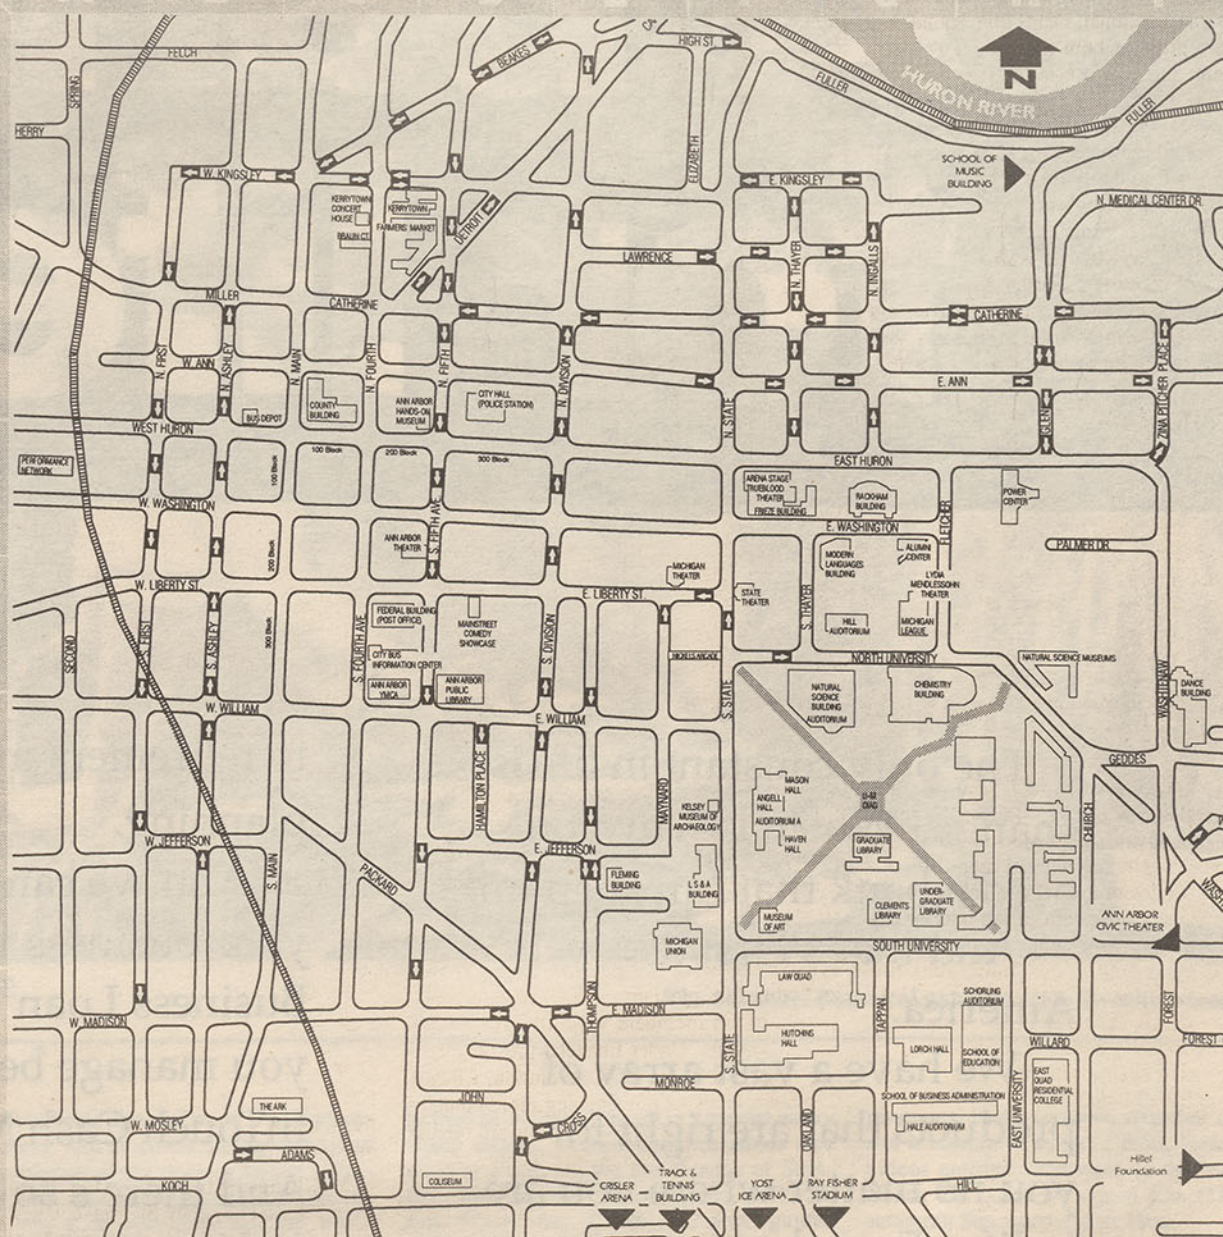 HIGH ST.
BEAKES
FELCH
FULLER
HURON RIVER
N
FULLER
SPRING
HERRY
ELIZABETH
SCHOOL OF
MUSIC
BUILDING
W. KINGSLEY
E. KINGSLEY
N. MEDICAL CENTER DR.
KERRYTOWN
CONCERT
HOUSE
BRAUN CT.
KERRYTOWN
FARMERS' MARKET
DETROIT
LAWRENCE
N. THAYER
N. INGALLS
MILLER
CATHERINE
CATHERINE
N. FIRST
W. ANN
N. ASHLEY
N. MAIN
N. FOURTH
N. FIFTH
N. DIVISION
N. STATE
E. ANN
GLEN
ZINA PITCHER PLACE
BUS DEPOT
COUNTY
BUILDING
ANN ARBOR
HANDS-ON
MUSEUM
CITY HALL
(POLICE STATION)
WEST HURON
EAST HURON
100 Block
200 Block
300 Block
PERFORMANCE
NETWORK
100 Block
ARENA STAGE
TRUEBLOOD
THEATER
FRIEZE BUILDING
RACKHAM
BUILDING
POWER
CENTER
W. WASHINGTON
S. FIFTH AVE.
E. WASHINGTON
FLETCHER
PALMER DR.
ANN ARBOR
THEATER
200 Block
MODERN
LANGUAGES
BUILDING
ALUMNI
CENTER
LYDIA
MENDELSSOHN
THEATER
MICHIGAN
THEATER
W. LIBERTY ST.
E. LIBERTY ST.
STATE
THEATER
S. THAYER
HILL
AUDITORIUM
MICHIGAN
LEAGUE
FEDERAL BUILDING
(POST OFFICE)
MAINSTREET
COMEDY
SHOWCASE
SECOND
S. FIRST
S. ASHLEY
300 Block
S. FOURTH AVE
S. DIVISION
CITY BUS
INFORMATION CENTER
NICKELS ARCADE
NORTH UNIVERSITY
NATURAL SCIENCE MUSEUMS
ANN ARBOR
YMCA
ANN ARBOR
PUBLIC
LIBRARY
S. STATE
NATURAL
SCIENCE
BUILDING
AUDITORIUM
CHEMISTRY
BUILDING
WASHTENAW
DANCE
BUILDING
W. WILLIAM
E. WILLIAM
GEDDES
HAMILTON PLACE
MAYNARD
MASON
HALL
ANGELL
HALL
AUDITORIUM A
HAVEN
HALL
U-M
DIAG
CHURCH
KELSEY
MUSEUM OF
ARCHAEOLOGY
GRADUATE
LIBRARY
W. JEFFERSON
E. JEFFERSON
S. MAIN
PACKARD
FLEMING
BUILDING
L S & A
BUILDING
CLEMENTS
LIBRARY
UNDER-
GRADUATE
LIBRARY
MUSEUM
OF ART
ANN ARBOR
CIVIC THEATER
MICHIGAN
UNION
SOUTH UNIVERSITY
LAW QUAD
SCHORLING
AUDITORIUM
THOMPSON
W. MADISON
E. MADISON
S. STATE
HUTCHINS
HALL
TAPPAN
LORCH HALL
SCHOOL OF
EDUCATION
WILLARD
FOREST
FOREST
MONROE
EAST
QUAD
RESIDENTIAL
COLLEGE
JOHN
SCHOOL OF BUSINESS ADMINISTRATION
THE ARK
W. MOSLEY
CROSS
OAKLAND
HALE AUDITORIUM
EAST UNIVERSITY
ADAMS
Hillel
Foundation
KOCH
COLISEUM
CRISLER
ARENA
TRACK &
TENNIS
BUILDING
YOST
ICE ARENA
RAY FISHER
STADIUM
HILL